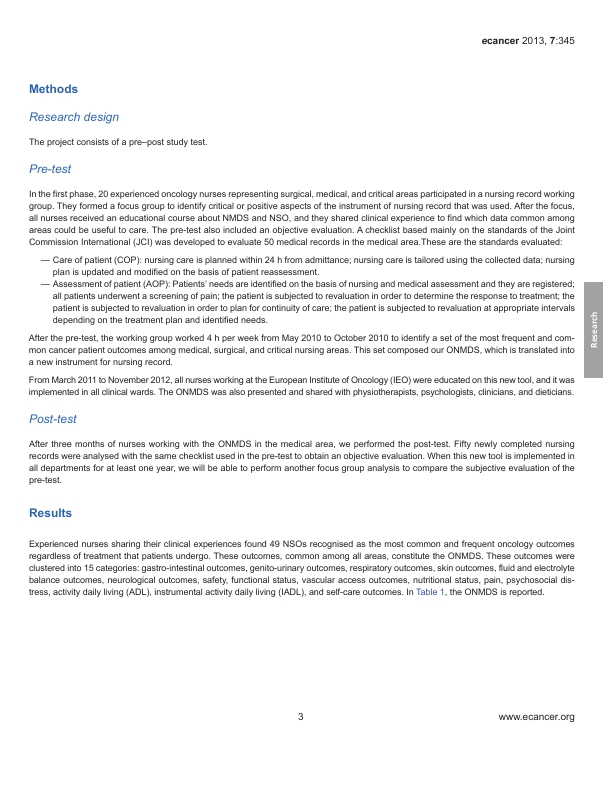 ecancer 2013, 7:345
Methods
Research design
The project consists of a pre–post study test.
Pre-test
In the first phase, 20 experienced oncology nurses representing surgical, medical, and critical areas participated in a nursing record working
group. They formed a focus group to identify critical or positive aspects of the instrument of nursing record that was used. After the focus,
all nurses received an educational course about NMDS and NSO, and they shared clinical experience to find which data common among
areas could be useful to care. The pre-test also included an objective evaluation. A checklist based mainly on the standards of the Joint
Commission International (JCI) was developed to evaluate 50 medical records in the medical area.These are the standards evaluated:
— Care of patient (COP): nursing care is planned within 24 h from admittance; nursing care is tailored using the collected data; nursing
plan is updated and modified on the basis of patient reassessment.
— Assessment of patient (AOP): Patients’ needs are identified on the basis of nursing and medical assessment and they are registered;
all patients underwent a screening of pain; the patient is subjected to revaluation in order to determine the response to treatment; the
patient is subjected to revaluation in order to plan for continuity of care; the patient is subjected to revaluation at appropriate intervals
depending on the treatment plan and identified needs.
After the pre-test, the working group worked 4 h per week from May 2010 to October 2010 to identify a set of the most frequent and com-
mon cancer patient outcomes among medical, surgical, and critical nursing areas. This set composed our ONMDS, which is translated into
a new instrument for nursing record.
From March 2011 to November 2012, all nurses working at the European Institute of Oncology (IEO) were educated on this new tool, and it was
implemented in all clinical wards. The ONMDS was also presented and shared with physiotherapists, psychologists, clinicians, and dieticians.
Post-test
After three months of nurses working with the ONMDS in the medical area, we performed the post-test. Fifty newly completed nursing
records were analysed with the same checklist used in the pre-test to obtain an objective evaluation. When this new tool is implemented in
all departments for at least one year, we will be able to perform another focus group analysis to compare the subjective evaluation of the
pre-test.
Results
Experienced nurses sharing their clinical experiences found 49 NSOs recognised as the most common and frequent oncology outcomes
regardless of treatment that patients undergo. These outcomes, common among all areas, constitute the ONMDS. These outcomes were
clustered into 15 categories: gastro-intestinal outcomes, genito-urinary outcomes, respiratory outcomes, skin outcomes, fluid and electrolyte
balance outcomes, neurological outcomes, safety, functional status, vascular access outcomes, nutritional status, pain, psychosocial dis-
tress, activity daily living (ADL), instrumental activity daily living (IADL), and self-care outcomes. In Table 1, the ONMDS is reported.
Research
3
www.ecancer.org